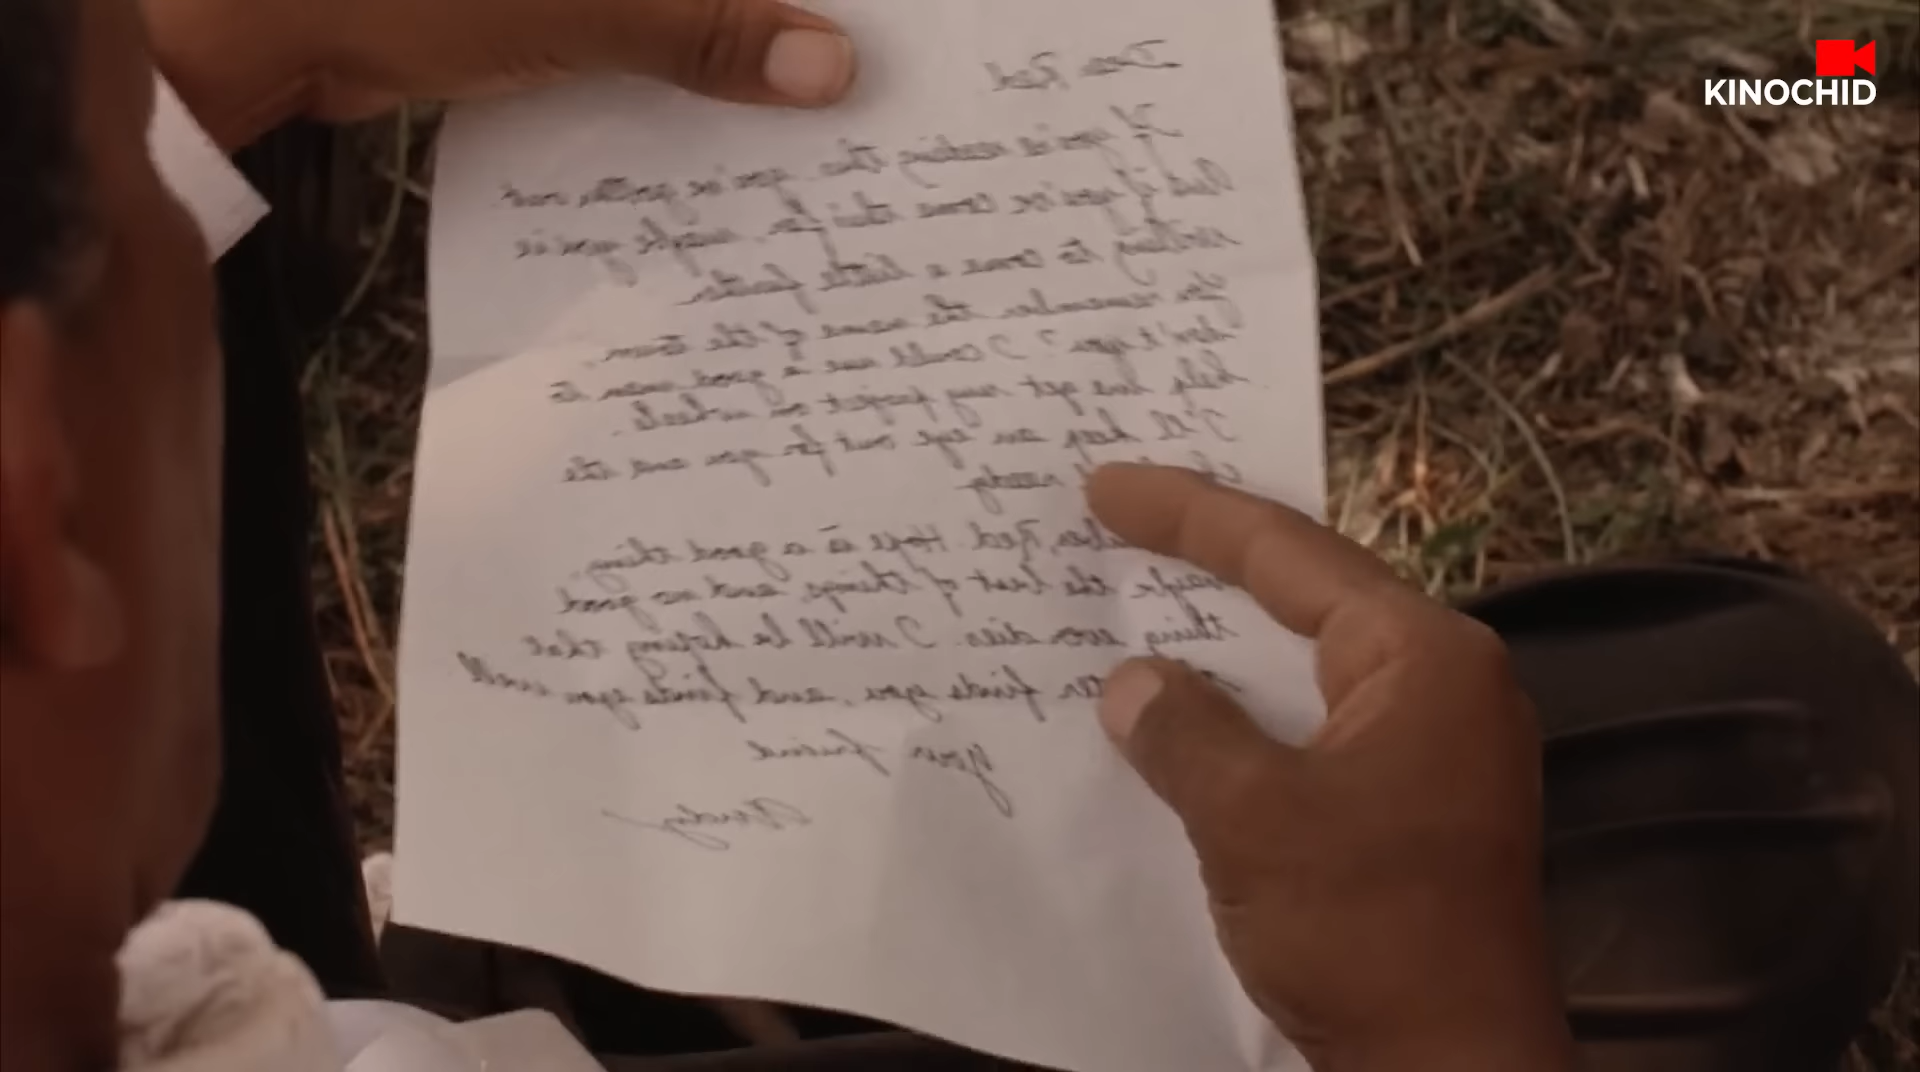 KINOCHID
Dear Red
If you're reading this you've gotten out.
And if you've come this far, maybe you're
willing to come a little further.
You remember the name of the town,
don't you? I could use a good man to
help me get my project on wheels.
I'll keep an eye out for you and the
ready
Red. Hope is a good thing,
maybe the best of things, and no good
thing ever dies. I will be hoping that
finds you, and finds you well
Your friend
Andy